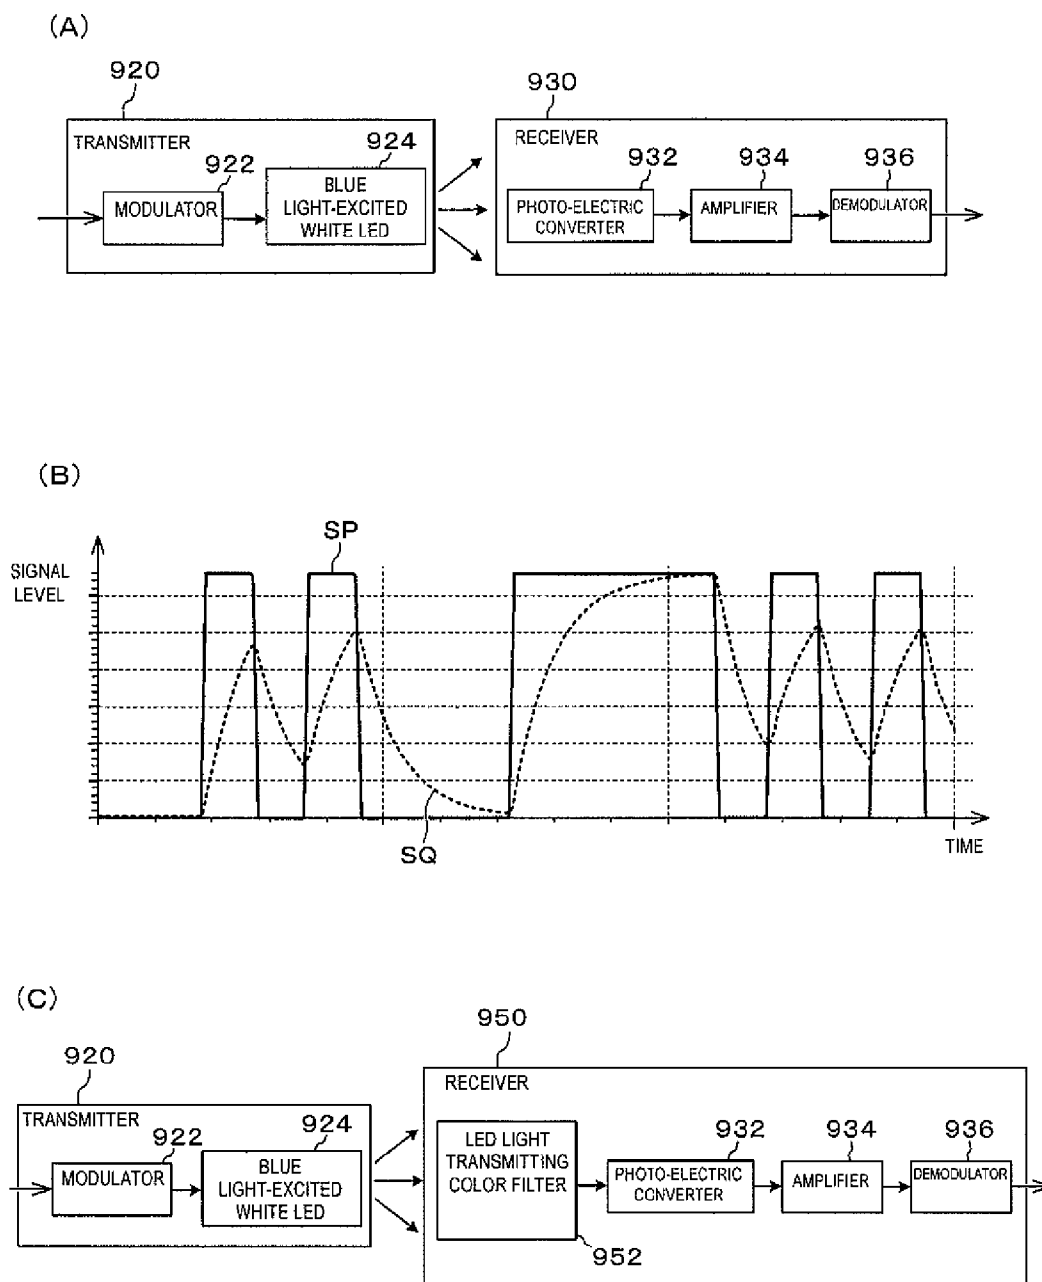 (A)
920
930
TRANSMITTER
924
RECEIVER
922
932
934
936
MODULATOR
BLUE
LIGHT-EXCITED
WHITE LED
PHOTO-ELECTRIC
CONVERTER
AMPLIFIER
DEMODULATOR
(B)
SP
SIGNAL
LEVEL
SQ
TIME
(C)
950
920
RECEIVER
TRANSMITTER
922
924
932
934
936
MODULATOR
BLUE
LIGHT-EXCITED
WHITE LED
LED LIGHT
TRANSMITTING
COLOR FILTER
PHOTO-ELECTRIC
CONVERTER
AMPLIFIER
DEMODULATOR
952